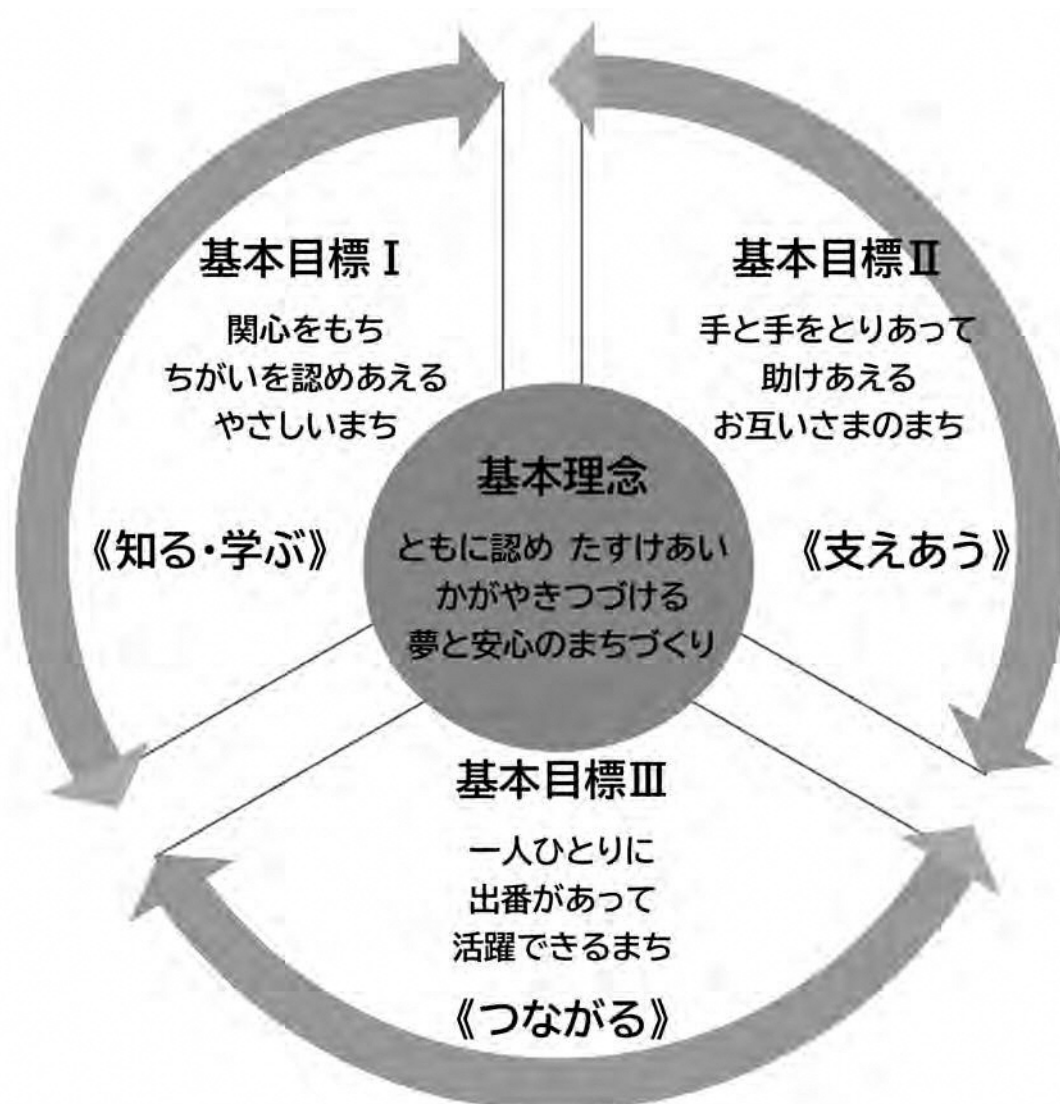 基本目標Ⅰ
関心をもち
ちがいを認めあえる
やさしいまち
《知る・学ぶ》
基本目標Ⅱ
手と手をとりあって
助けあえる
お互いさまのまち
《支えあう》
基本理念
ともに認め たすけあい
かがやきつづける
夢と安心のまちづくり
基本目標Ⅲ
一人ひとりに
出番があって
活躍できるまち
《つながる》